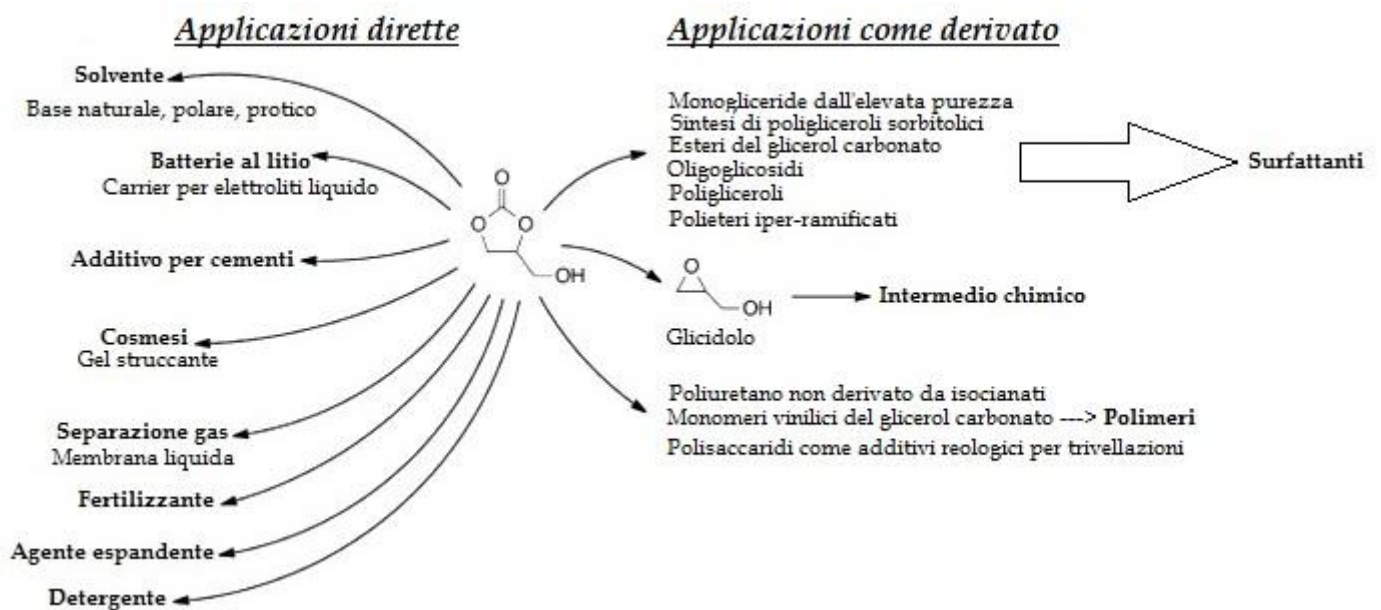 Applicazioni dirette
Solvente
Base naturale, polare, protico
Batterie al litio
Carrier per elettroliti liquido
Additivo per cementi
Cosmesi
Gel struccante
Separazione gas
Membrana liquida
Fertilizzante
Agente espandente
Detergente
O
O
O
OH
Applicazioni come derivato
Monogliceride dall'elevata purezza
Sintesi di poligliceroli sorbitolici
Esteri del glicerol carbonato
Oligoglicosidi
Poligliceroli
Polieteri iper-ramificati
Surfattanti
O
OH
Glicidolo
Intermedio chimico
Poliuretano non derivato da isocianati
Monomeri vinilici del glicerol carbonato ---> Polimeri
Polisaccaridi come additivi reologici per trivellazioni